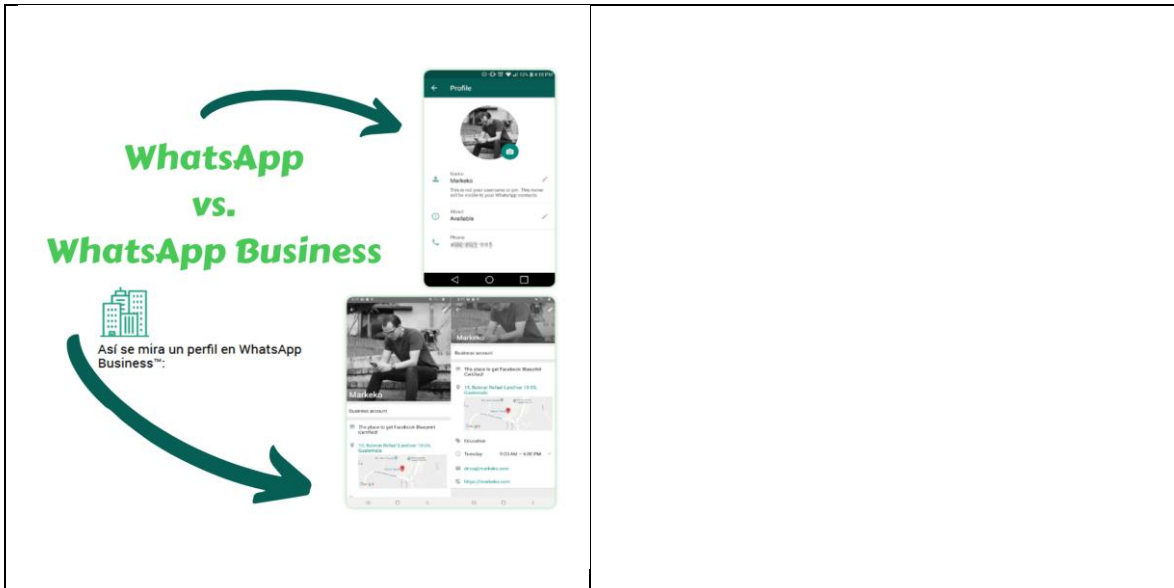 Profile
WhatsApp
vs.
WhatsApp Business
Name
Markeko
This is not your username or pin. This name
will be visible to your WhatsApp contacts.
About
Available
Phone
Así se mira un perfil en WhatsApp
Business™:
Markeko
Business account
The place to get Facebook Blueprint
Certified!
Guatemala
Markeko
Business account
The place to get Facebook Blueprint
Certified!
Guatemala
Education
Tuesday 9:00 AM – 6:00 PM
https://markeko.com